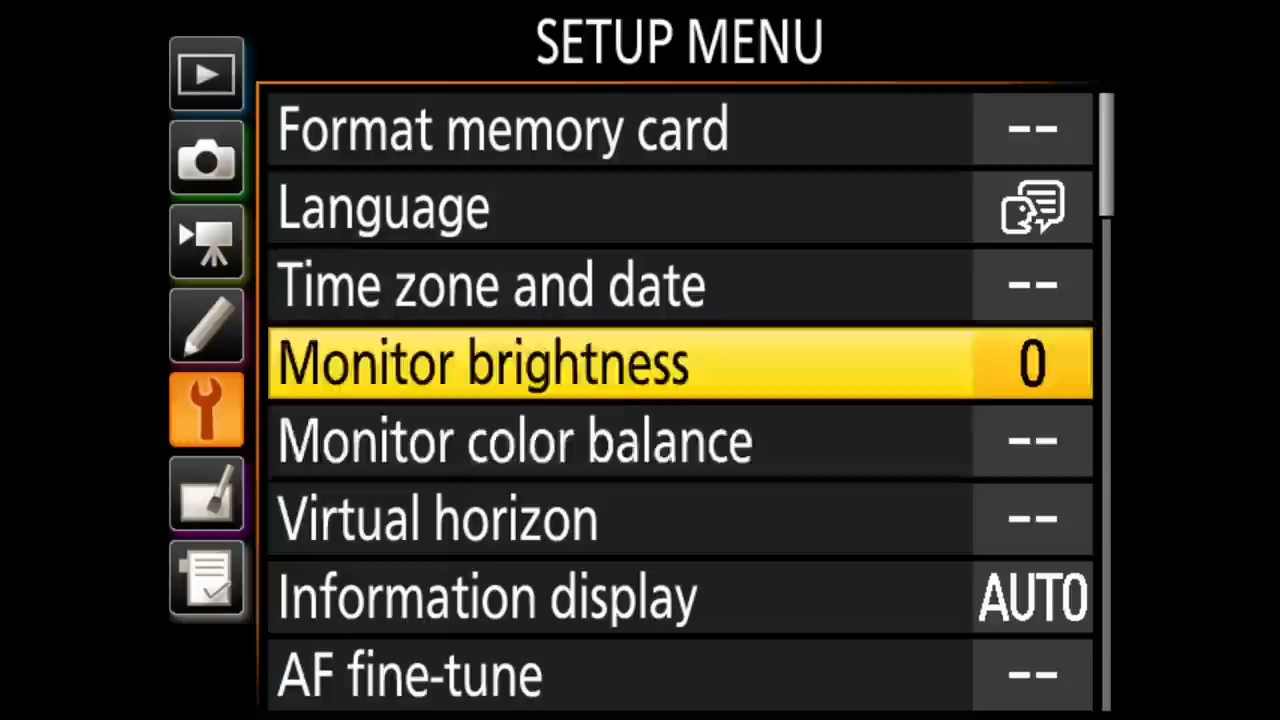 SETUP MENU
Format memory card --
Language
Time zone and date --
Monitor brightness 0
Monitor color balance --
Virtual horizon --
Information display AUTO
AF fine-tune --